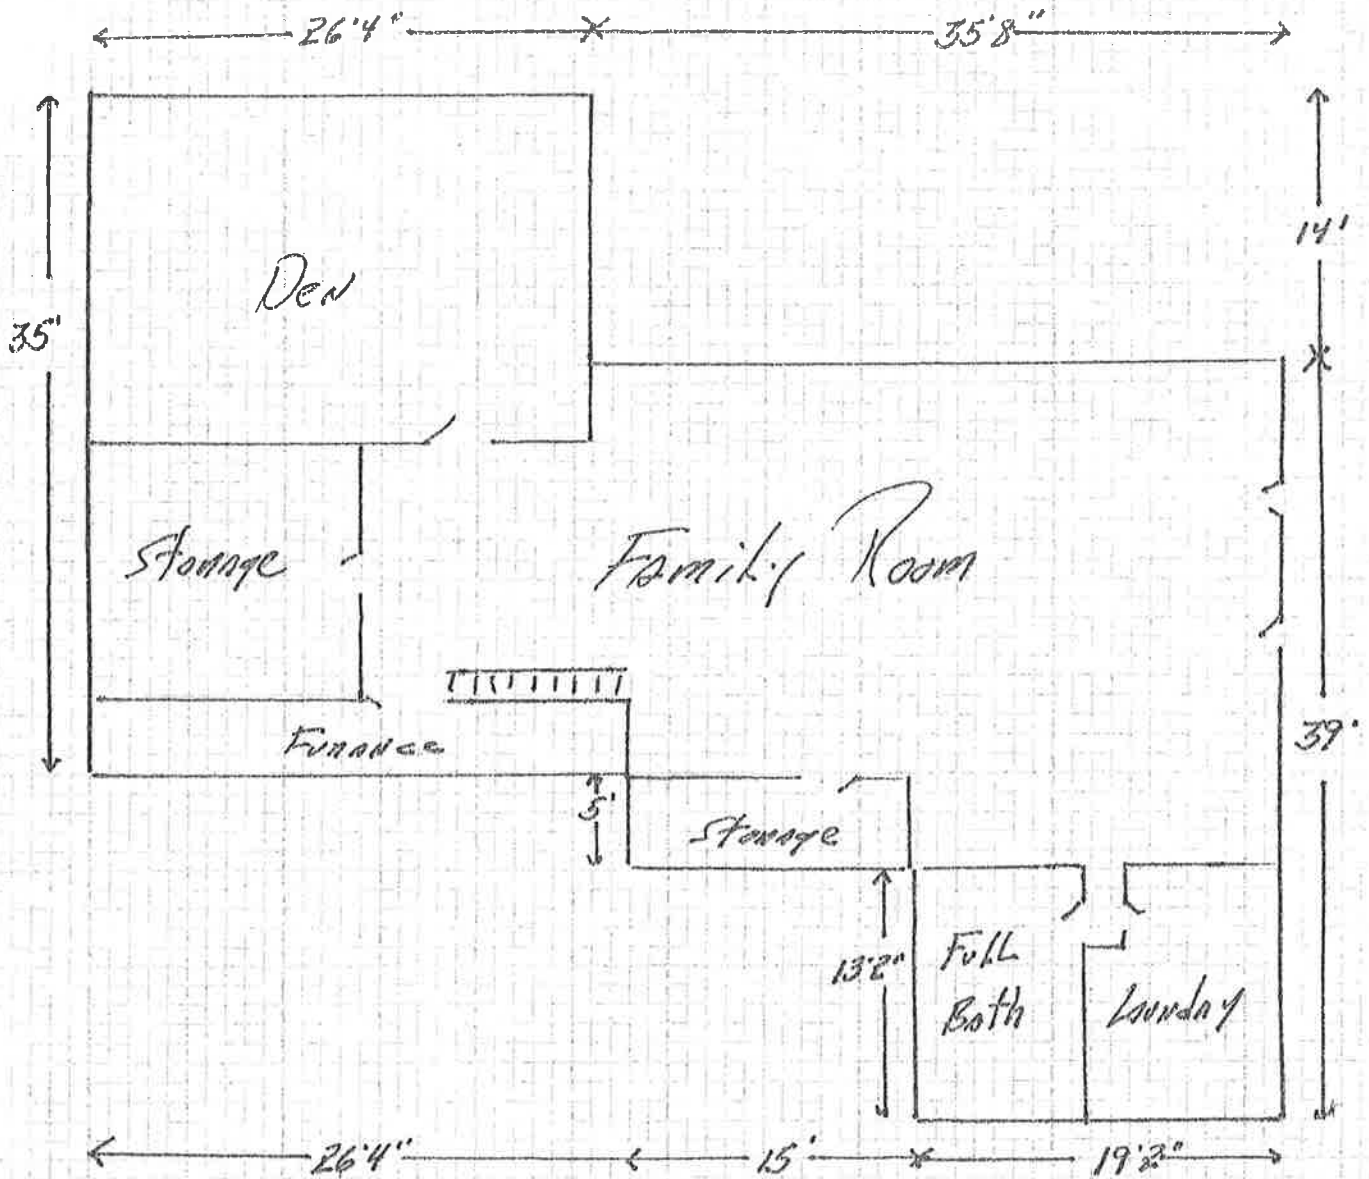 26'4"
35'8"
14'
Den
35'
Storage
Family Room
39'
Furnace
5'
Storage
13'2"
Full
Bath
Laundry
26'4"
15'
19'2"